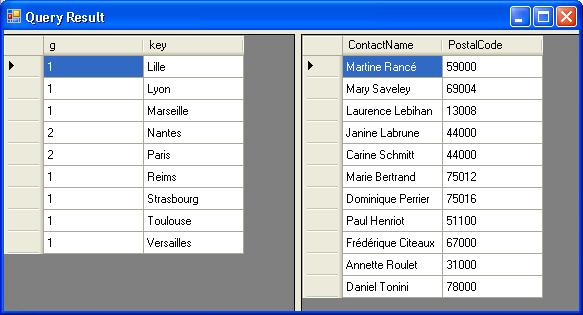 Query Result
g key
1 Lille
1 Lyon
1 Marseille
2 Nantes
2 Paris
1 Reims
1 Strasbourg
1 Toulouse
1 Versailles
ContactName PostalCode
Martine Rancé 59000
Mary Saveley 69004
Laurence Lebihan 13008
Janine Labrune 44000
Carine Schmitt 44000
Marie Bertrand 75012
Dominique Perrier 75016
Paul Henriot 51100
Frédérique Citeaux 67000
Annette Roulet 31000
Daniel Tonini 78000